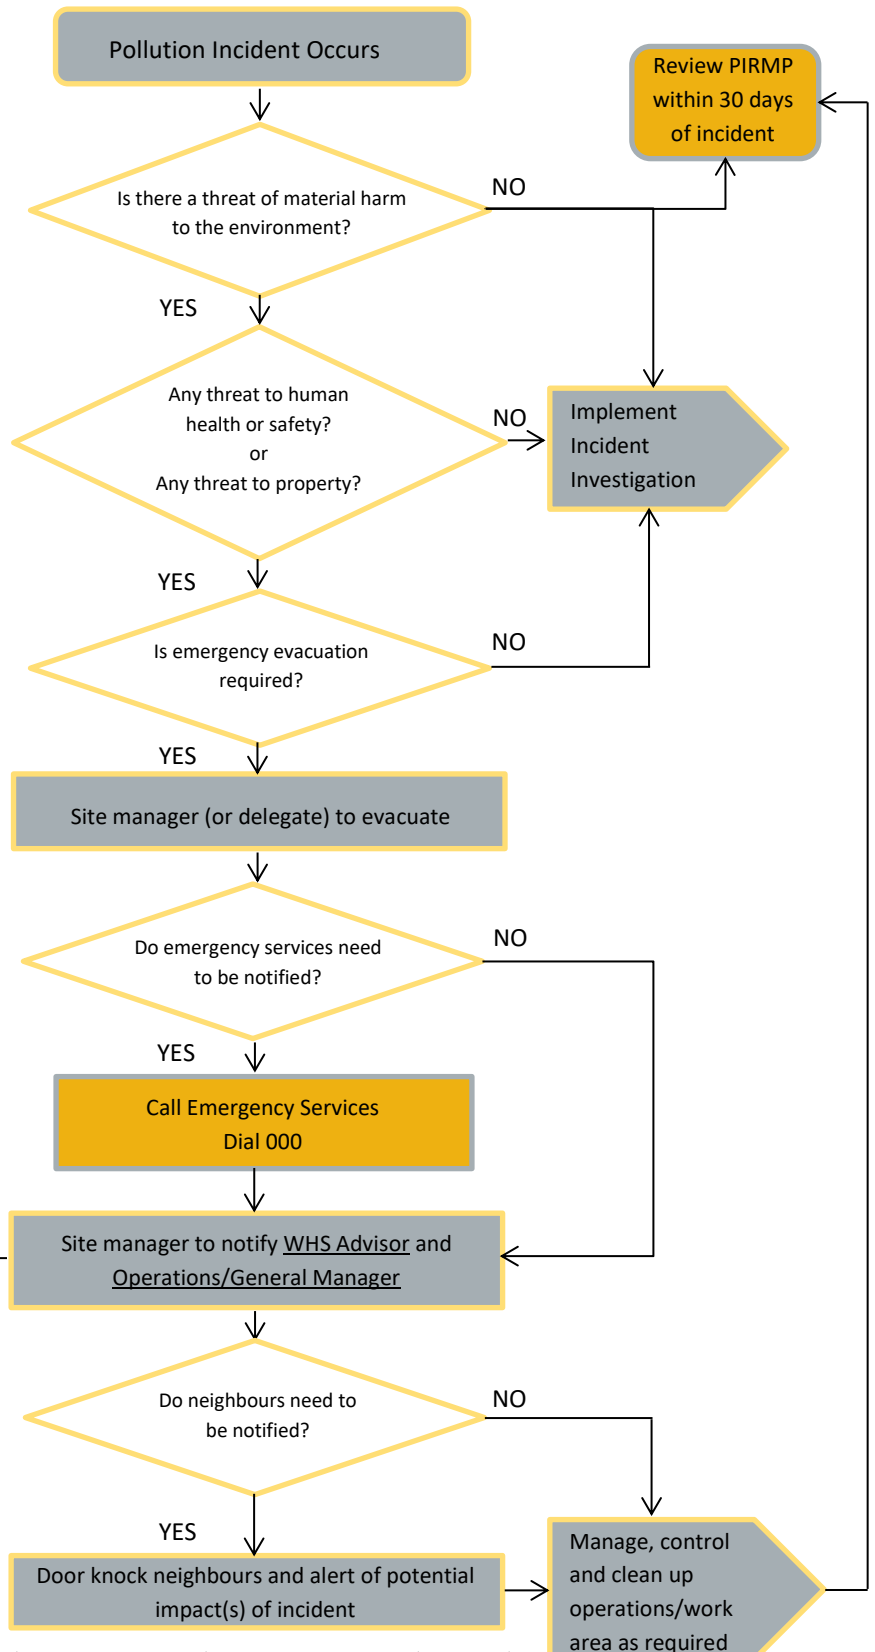 Pollution Incident Occurs
Review PIRMP
within 30 days
of incident
Is there a threat of material harm
to the environment?
NO
YES
Any threat to human
health or safety?
or
Any threat to property?
NO
Implement
Incident
Investigation
YES
Is emergency evacuation
required?
NO
YES
Site manager (or delegate) to evacuate
Do emergency services need
to be notified?
NO
YES
Call Emergency Services
Dial 000
Site manager to notify WHS Advisor and
Operations/General Manager
Do neighbours need to
be notified?
NO
YES
Door knock neighbours and alert of potential
impact(s) of incident
Manage, control
and clean up
operations/work
area as required